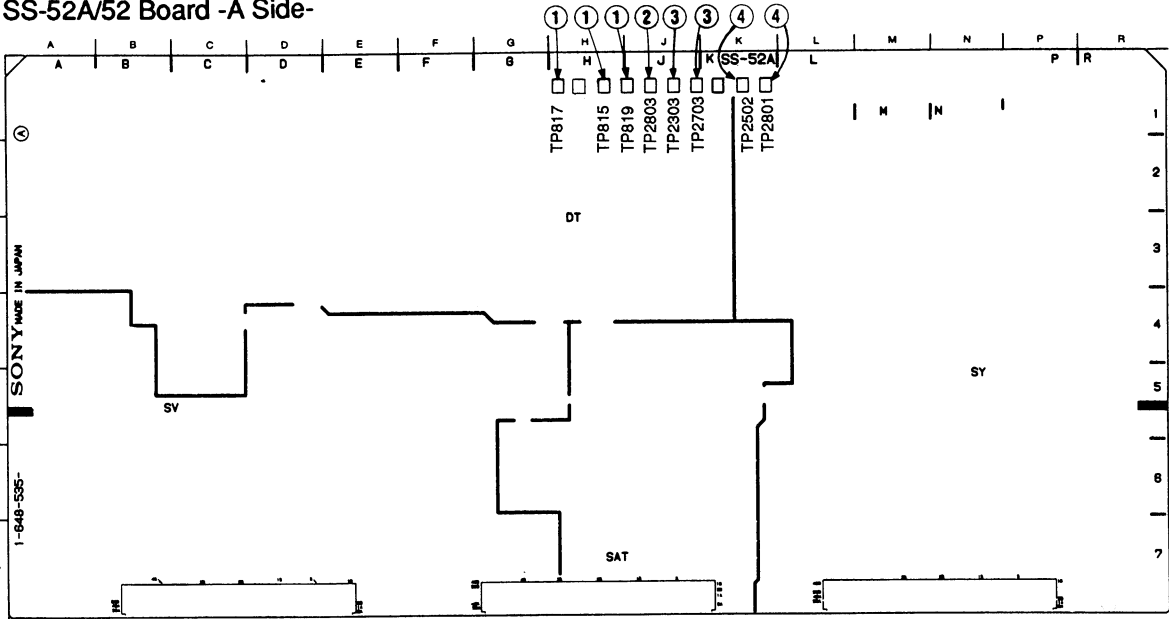 SS-52A/52 Board -A Side-
1 1 1 2 3 3 4 4
A B C D E F G H J K L M N P R
A B C D E F G H J K SS-52A L P R
M N
TP817 TP815 TP819 TP2803 TP2303 TP2703 TP2502 TP2801
A
1
2
DT
3
SONY MADE IN JAPAN
4
SY
5
SV
6
1-648-535-
7
SAT